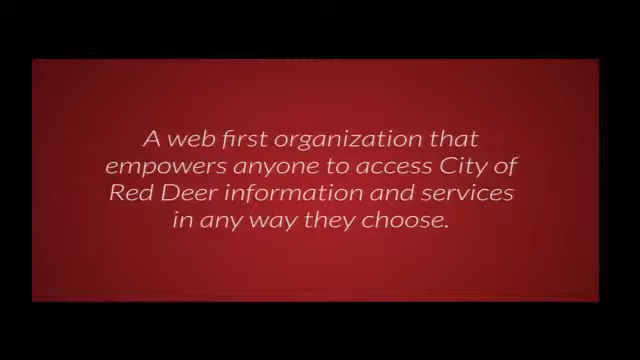 A web first organization that
empowers anyone to access City of
Red Deer information and services
in any way they choose.